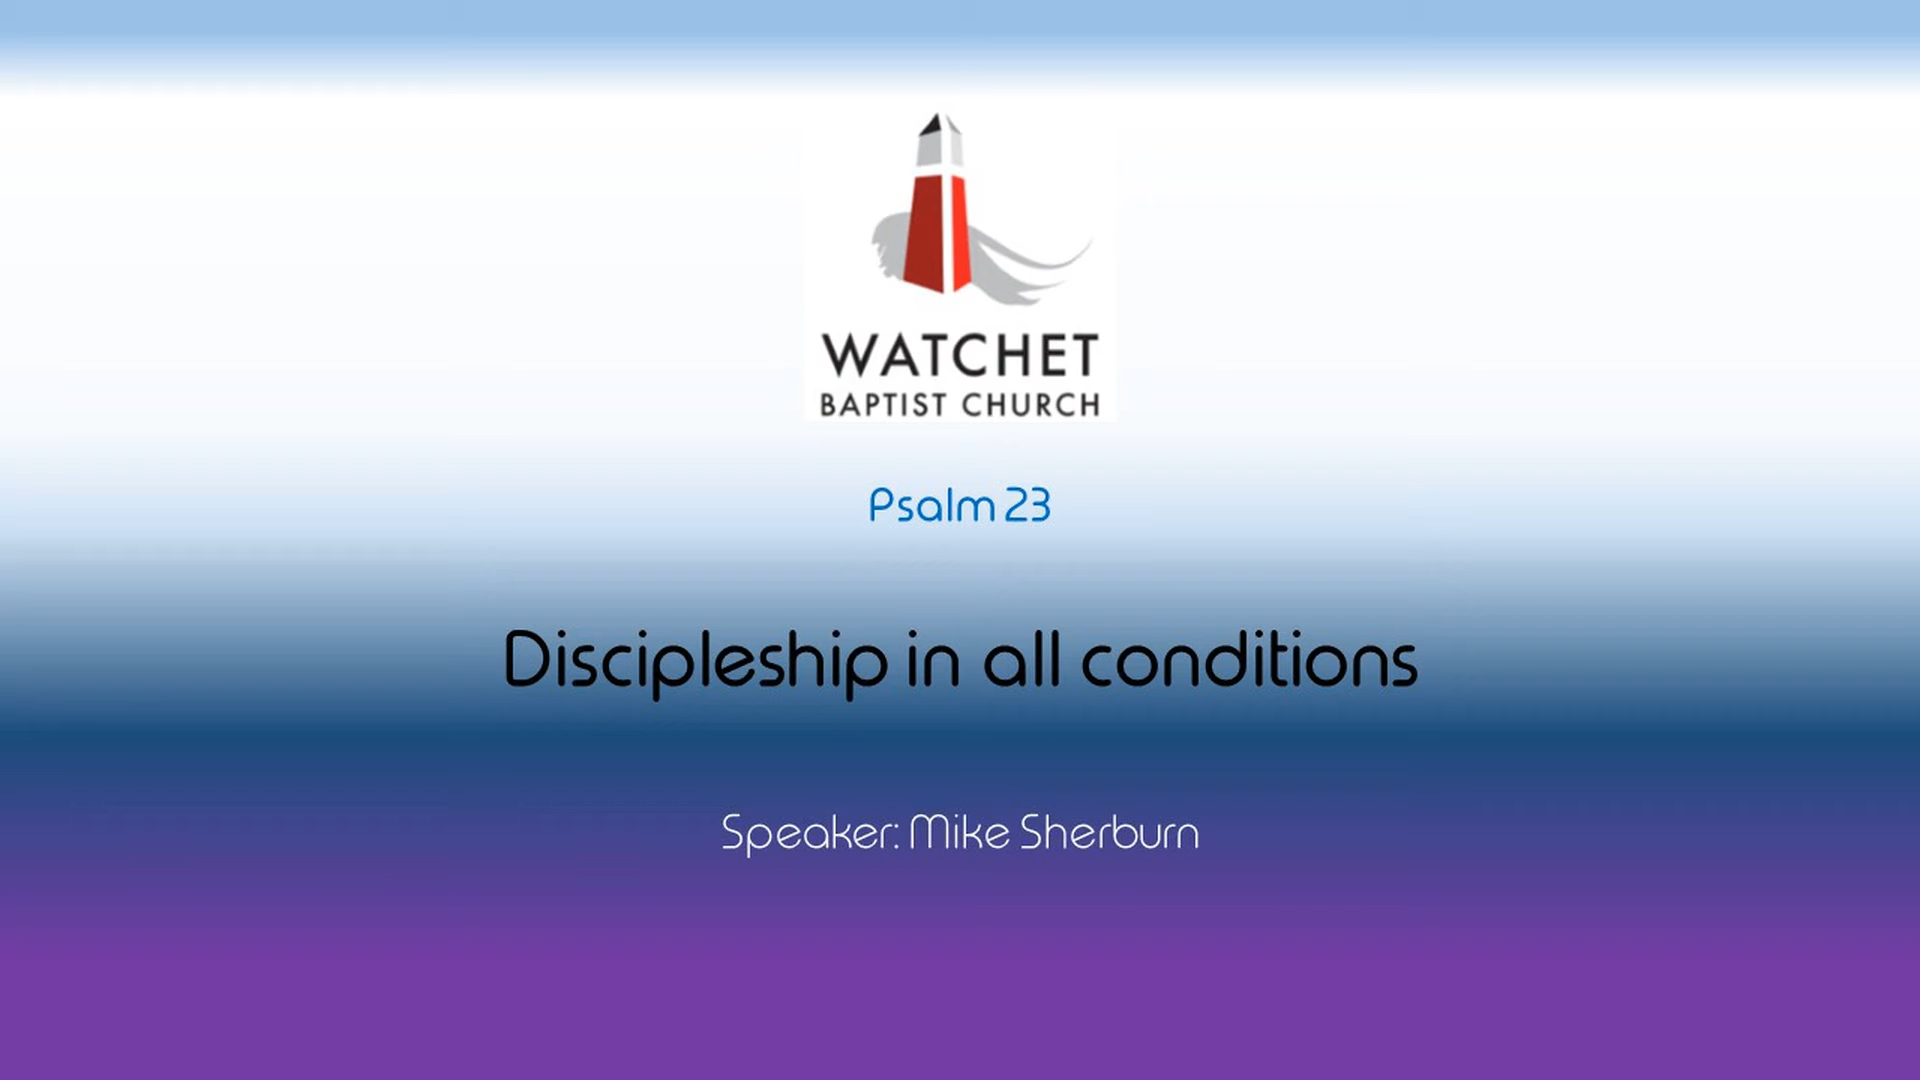 WATCHET
BAPTIST CHURCH
Psalm 23
Discipleship in all conditions
Speaker: Mike Sherburn